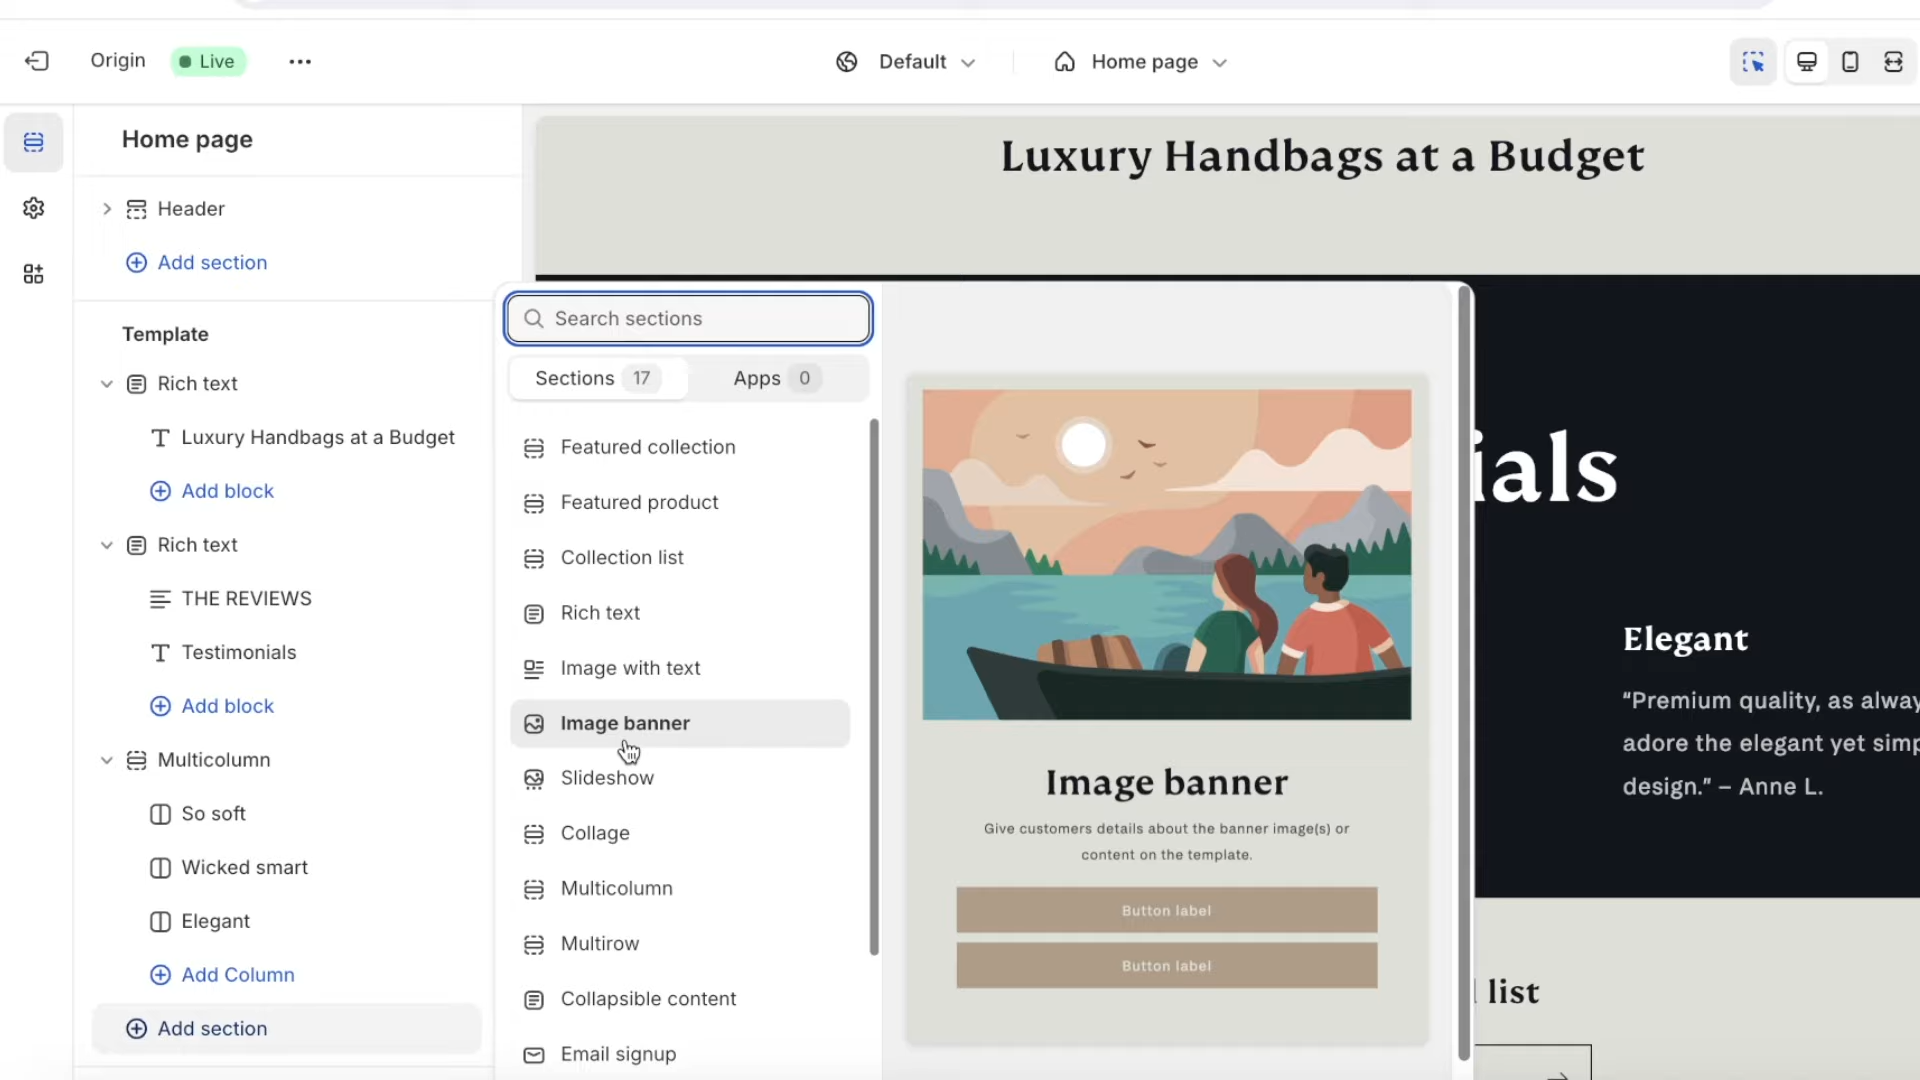 Origin
Live
Default
Home page
Home page
Header
Add section
Template
Rich text
Luxury Handbags at a Budget
Add block
Rich text
THE REVIEWS
Testimonials
Add block
Multicolumn
So soft
Wicked smart
Elegant
Add Column
Add section
Search sections
Sections 17
Apps 0
Featured collection
Featured product
Collection list
Rich text
Image with text
Image banner
Slideshow
Collage
Multicolumn
Multirow
Collapsible content
Email signup
Image banner
Give customers details about the banner image(s) or
content on the template.
Button label
Button label
Luxury Handbags at a Budget
ials
Elegant
“Premium quality, as alway
adore the elegant yet simp
design.” – Anne L.
list